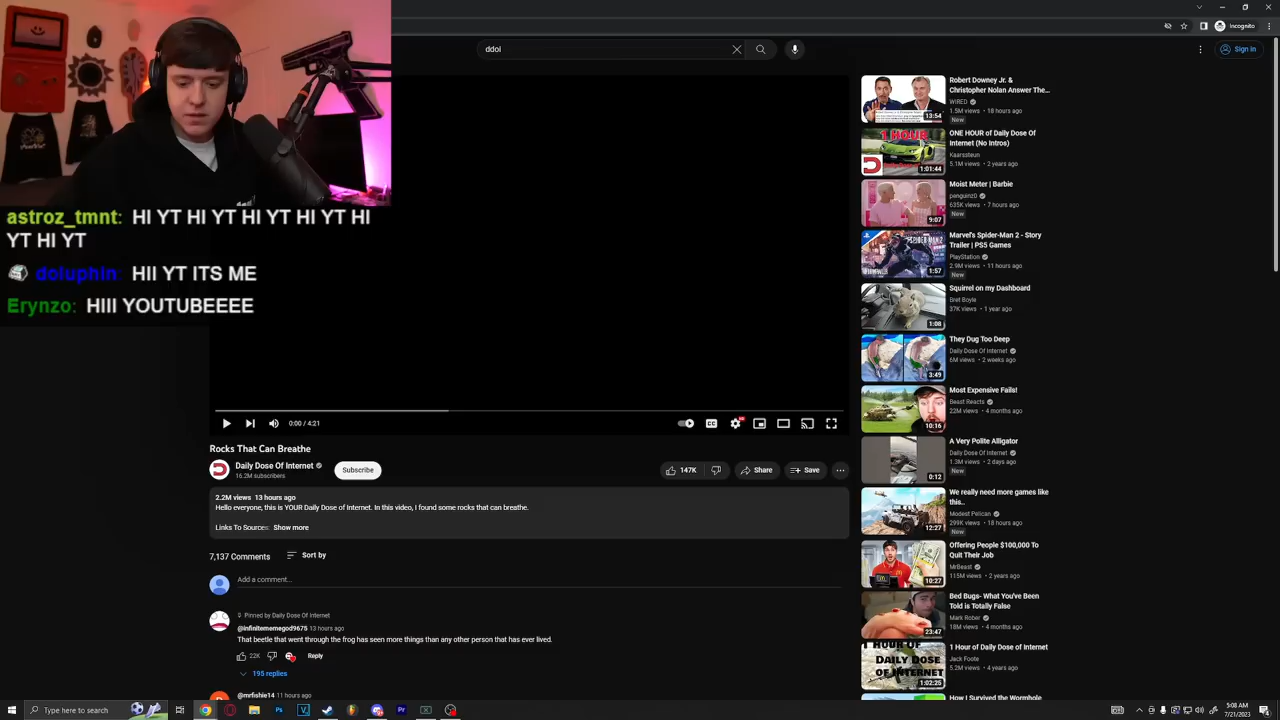 ddoi
Incognito
Sign in
astroz_tmnt: HI YT HI YT HI YT HI YT HI
YT HI YT
doluphin: HII YT ITS ME
Erynzo: HIII YOUTUBEEEE
0:00 / 4:21
Rocks That Can Breathe
Daily Dose Of Internet
16.2M subscribers
Subscribe
147K
Share
Save
2.2M views 13 hours ago
Hello everyone, this is YOUR Daily Dose of Internet. In this video, I found some rocks that can breathe.
Links To Sources: Show more
7,137 Comments
Sort by
Add a comment...
Pinned by Daily Dose Of Internet
@infinitememegod9675 13 hours ago
That beetle that went through the frog has seen more things than any other person that has ever lived.
22K
Reply
195 replies
@mrfishie14 11 hours ago
13:54
Robert Downey Jr. &
Christopher Nolan Answer The...
WIRED
1.5M views • 18 hours ago
New
1 HOUR
1:01:44
ONE HOUR of Daily Dose Of
Internet (No Intros)
Kaarssteun
5.1M views • 2 years ago
9:07
Moist Meter | Barbie
penguinz0
635K views • 7 hours ago
New
1:57
Marvel's Spider-Man 2 - Story
Trailer | PS5 Games
PlayStation
2.9M views • 11 hours ago
New
1:08
Squirrel on my Dashboard
Bret Boyle
37K views • 1 year ago
3:49
They Dug Too Deep
Daily Dose Of Internet
6M views • 2 weeks ago
10:16
Most Expensive Fails!
Beast Reacts
22M views • 4 months ago
0:12
A Very Polite Alligator
Daily Dose Of Internet
1.3M views • 2 days ago
New
12:27
We really need more games like
this..
Modest Pelican
299K views • 18 hours ago
New
10:27
Offering People $100,000 To
Quit Their Job
MrBeast
115M views • 2 years ago
23:47
Bed Bugs- What You've Been
Told is Totally False
Mark Rober
18M views • 4 months ago
1 HOUR OF
DAILY DOSE
OF INTERNET
1:02:25
1 Hour of Daily Dose of Internet
Jack Foote
5.2M views • 4 years ago
How I Survived the Wormhole
Type here to search
5:08 AM
7/21/2023